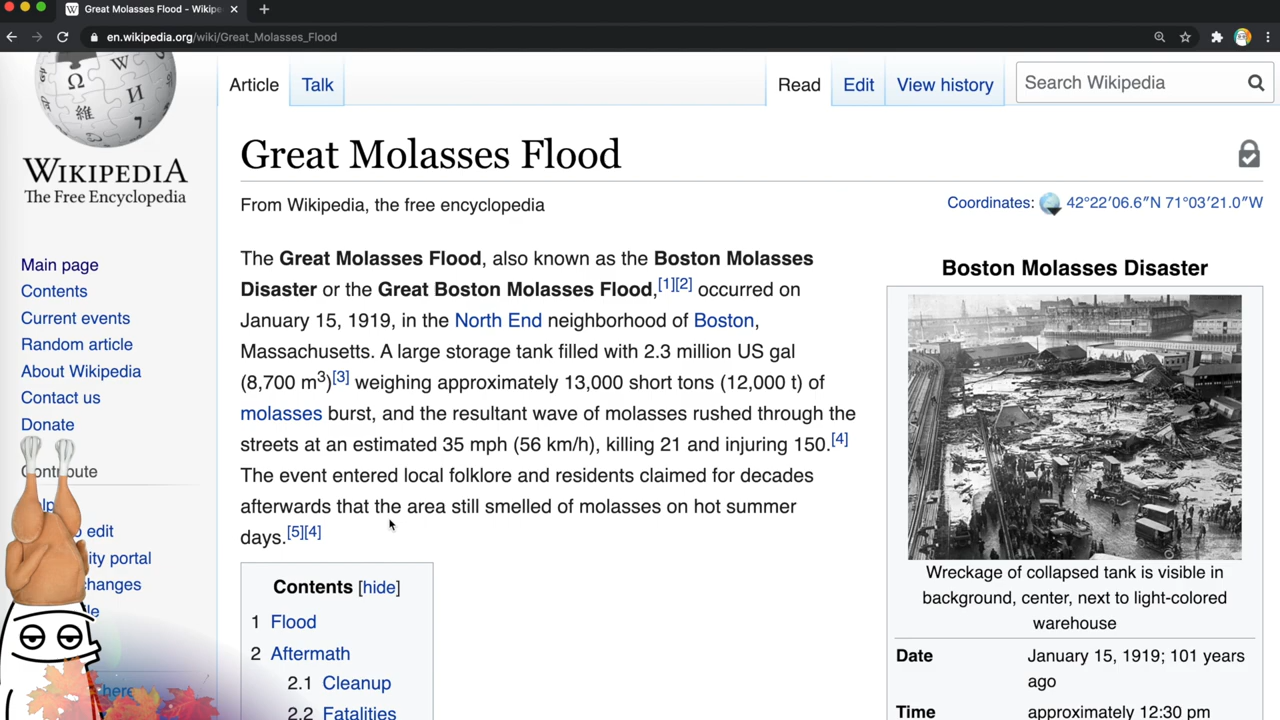 Great Molasses Flood - Wikipe
en.wikipedia.org/wiki/Great_Molasses_Flood
Article
Talk
Read
Edit
View history
Search Wikipedia
Ω
W
И
維
7
WIKIPEDIA
The Free Encyclopedia
Main page
Contents
Current events
Random article
About Wikipedia
Contact us
Donate
Contribute
edit
ity portal
changes
le
here
Great Molasses Flood
From Wikipedia, the free encyclopedia
Coordinates: 42°22′06.6″N 71°03′21.0″W
The Great Molasses Flood, also known as the Boston Molasses
Disaster or the Great Boston Molasses Flood,[1][2] occurred on
January 15, 1919, in the North End neighborhood of Boston,
Massachusetts. A large storage tank filled with 2.3 million US gal
(8,700 m3)[3] weighing approximately 13,000 short tons (12,000 t) of
molasses burst, and the resultant wave of molasses rushed through the
streets at an estimated 35 mph (56 km/h), killing 21 and injuring 150.[4]
The event entered local folklore and residents claimed for decades
afterwards that the area still smelled of molasses on hot summer
days.[5][4]
Contents [hide]
1 Flood
2 Aftermath
2.1 Cleanup
2.2 Fatalities
Boston Molasses Disaster
Wreckage of collapsed tank is visible in
background, center, next to light-colored
warehouse
Date January 15, 1919; 101 years
ago
Time approximately 12:30 pm